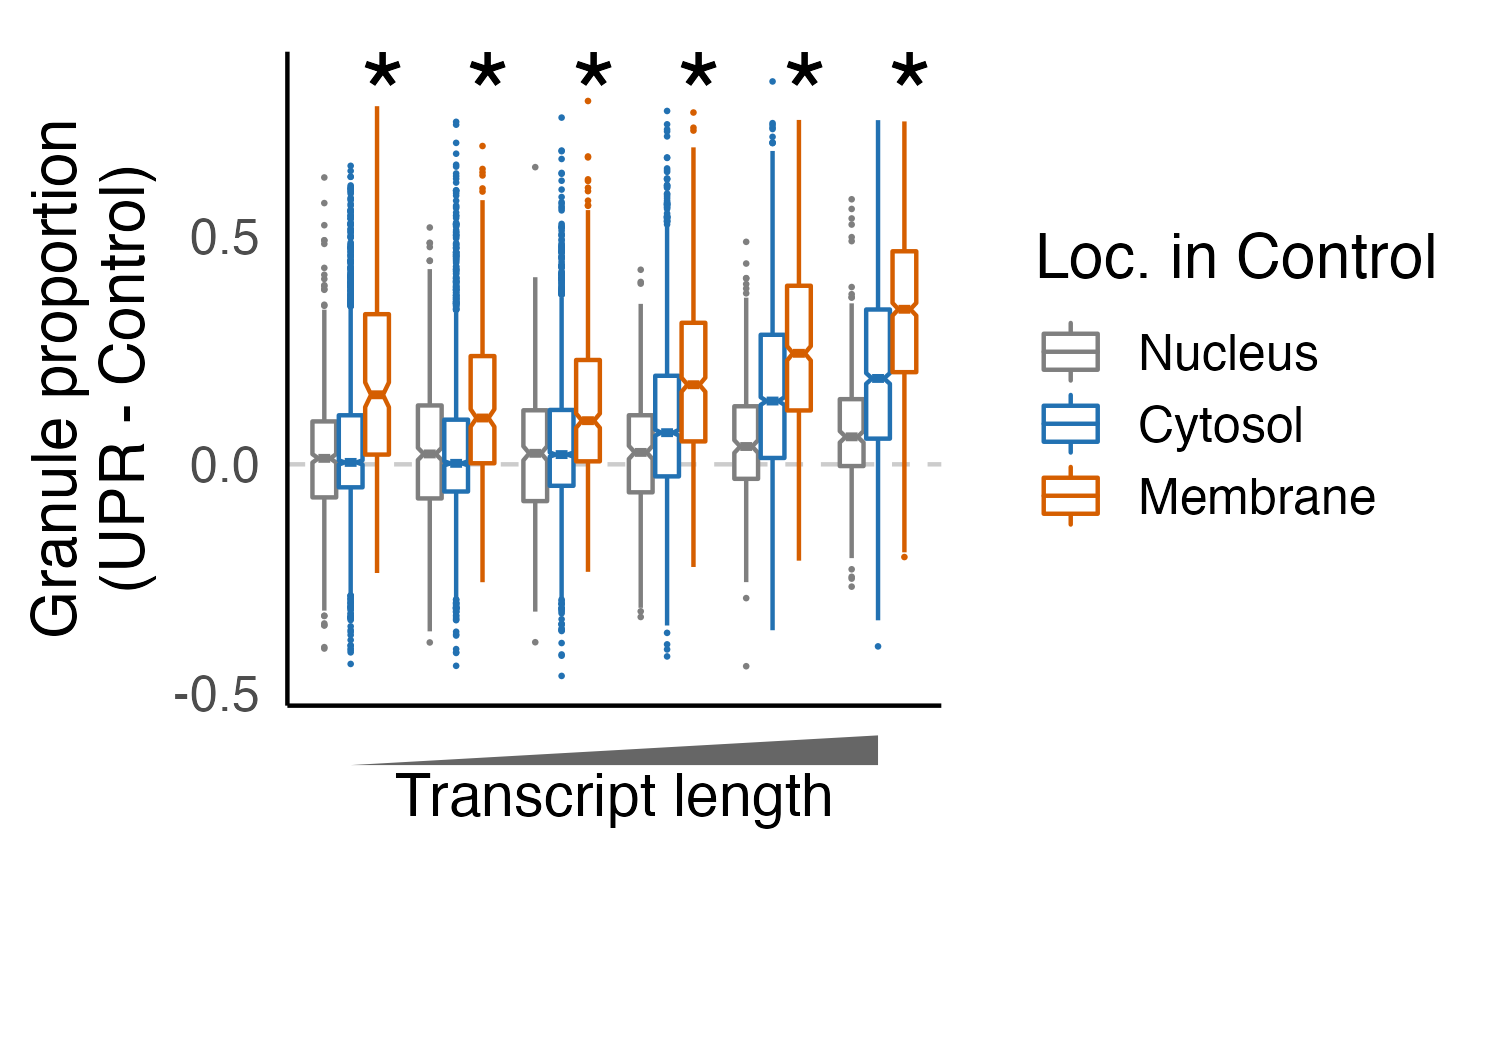 Granule proportion
(UPR - Control)
* * * * * *
0.5
0.0
-0.5
Transcript length
Loc. in Control
Nucleus
Cytosol
Membrane